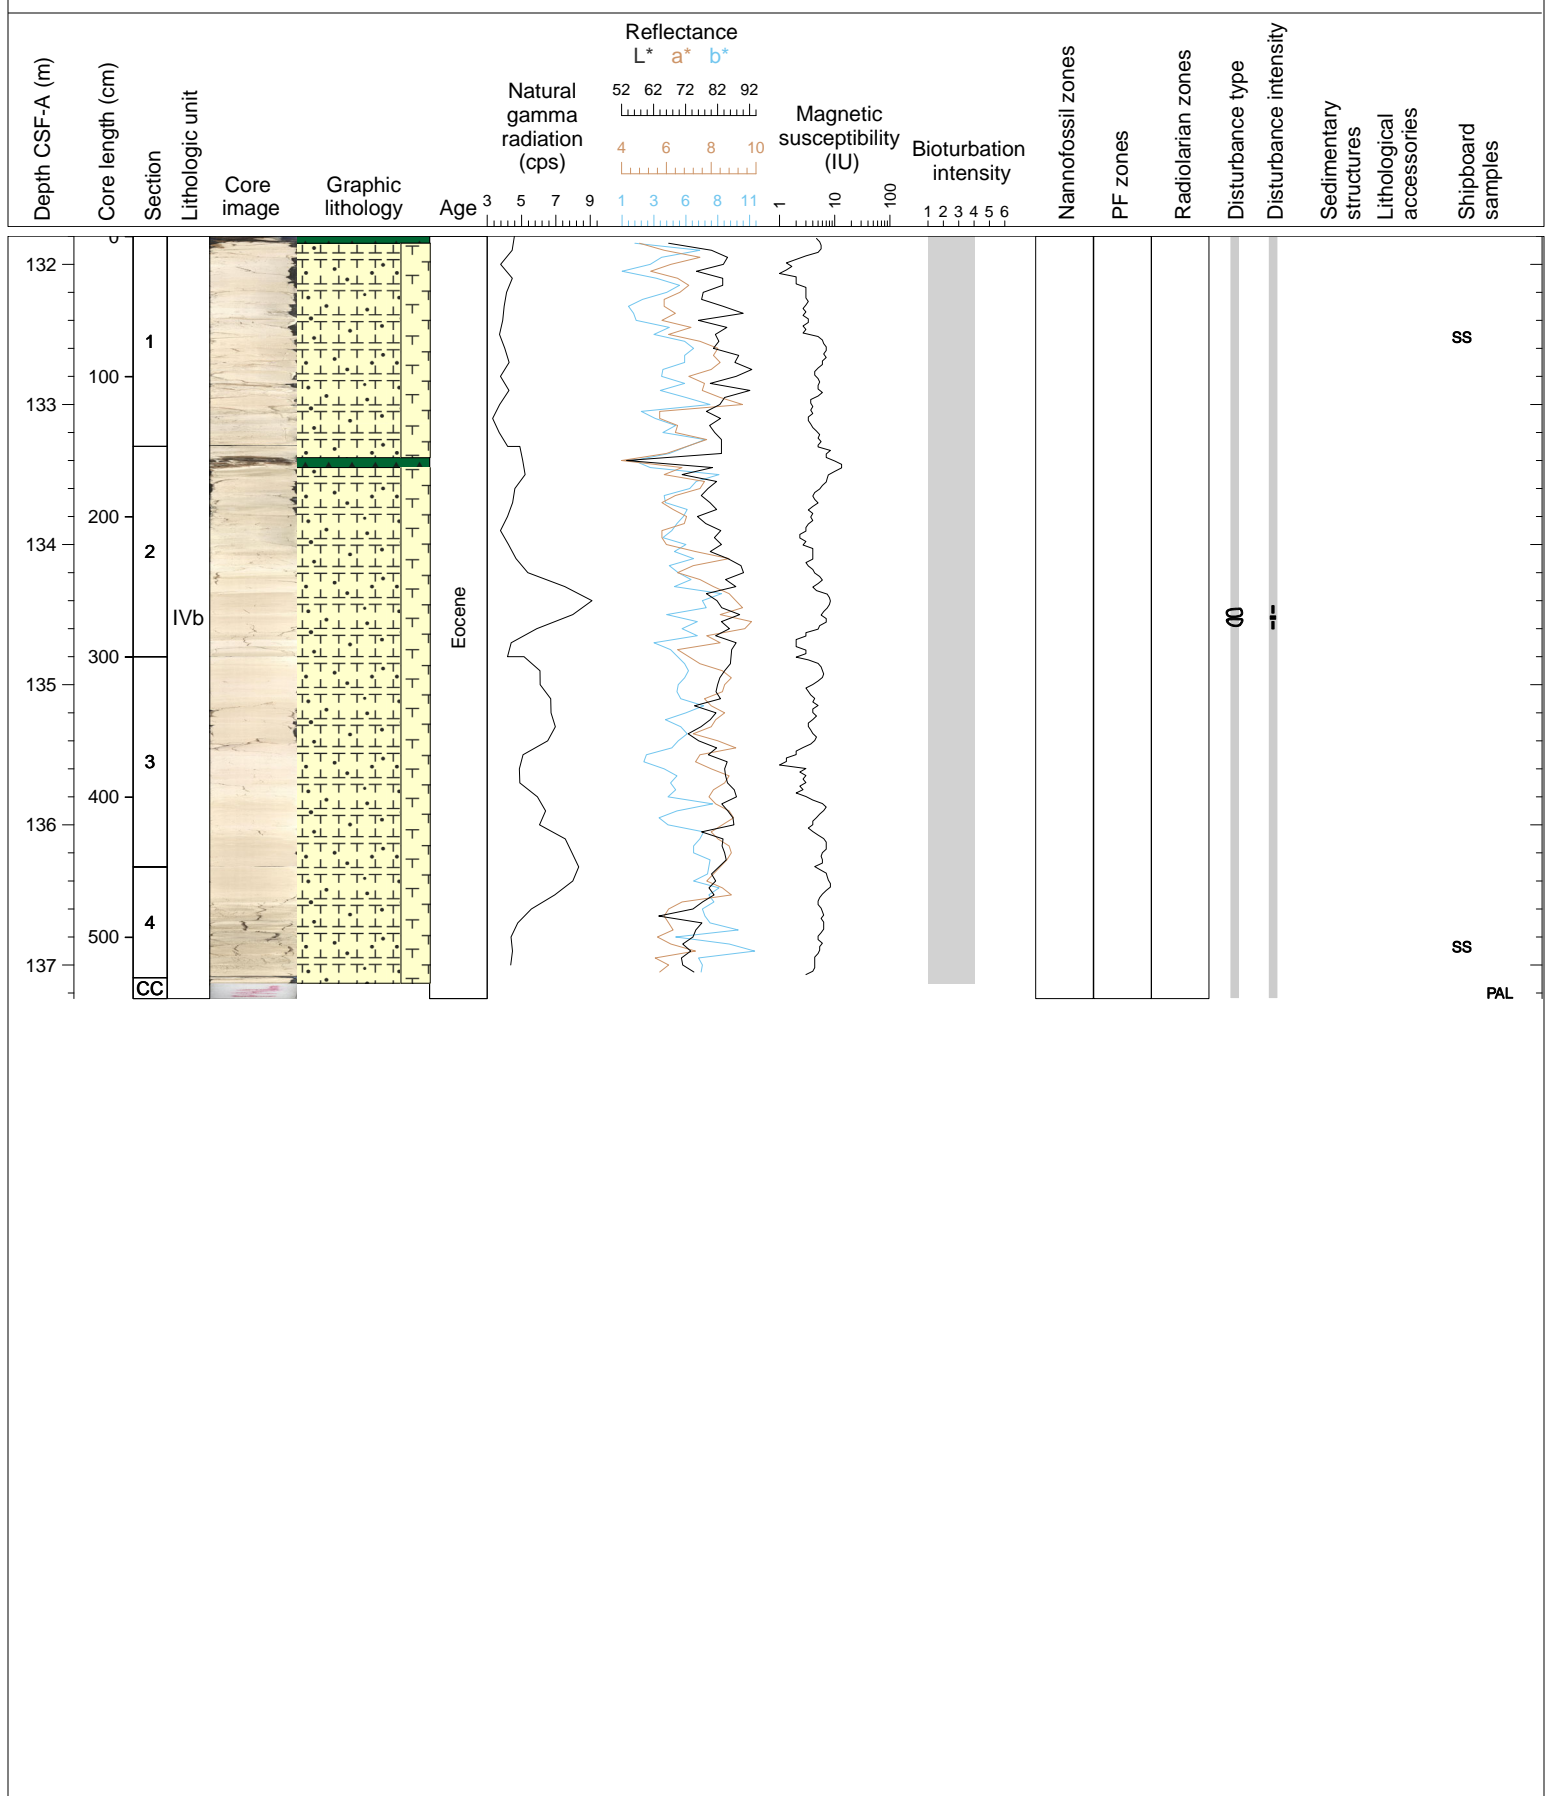 Depth CSF-A (m)
Core length (cm)
Section
Lithologic unit
Core
image
Graphic
lithology
Age
Natural
gamma
radiation
(cps)
3 5 7 9
Reflectance
L* a* b*
52 62 72 82 92
4 6 8 10
1 3 6 8 11
Magnetic
susceptibility
(IU)
1 10 100
Bioturbation
intensity
1 2 3 4 5 6
Nannofossil zones
PF zones
Radiolarian zones
Disturbance type
Disturbance intensity
Sedimentary
structures
Lithological
accessories
Shipboard
samples
0
132
1
SS
100
133
200
134
2
IVb
Eocene
300
135
3
400
136
4
500
SS
137
CC
PAL